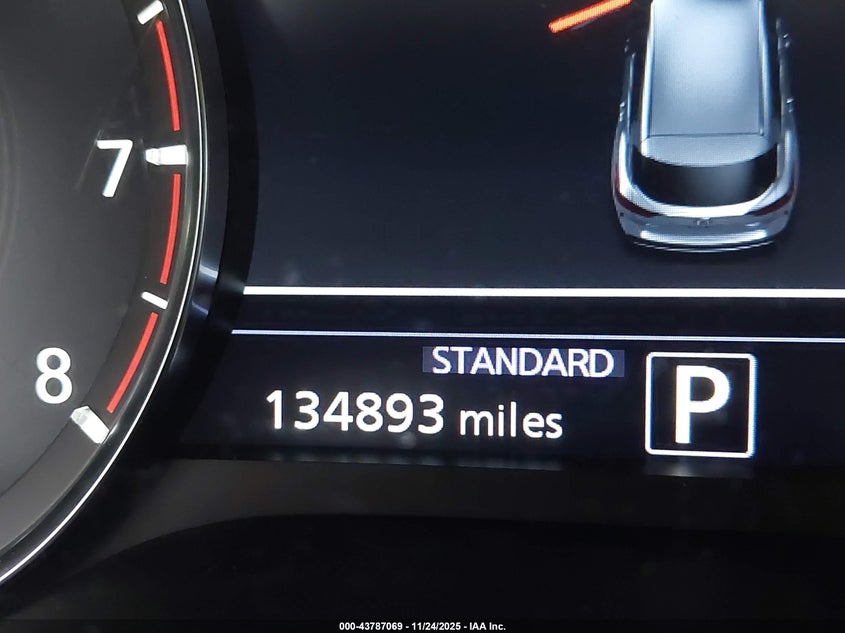 7
8
STANDARD
134893 miles
P
000-43787069 - 11/24/2025 - IAA Inc.